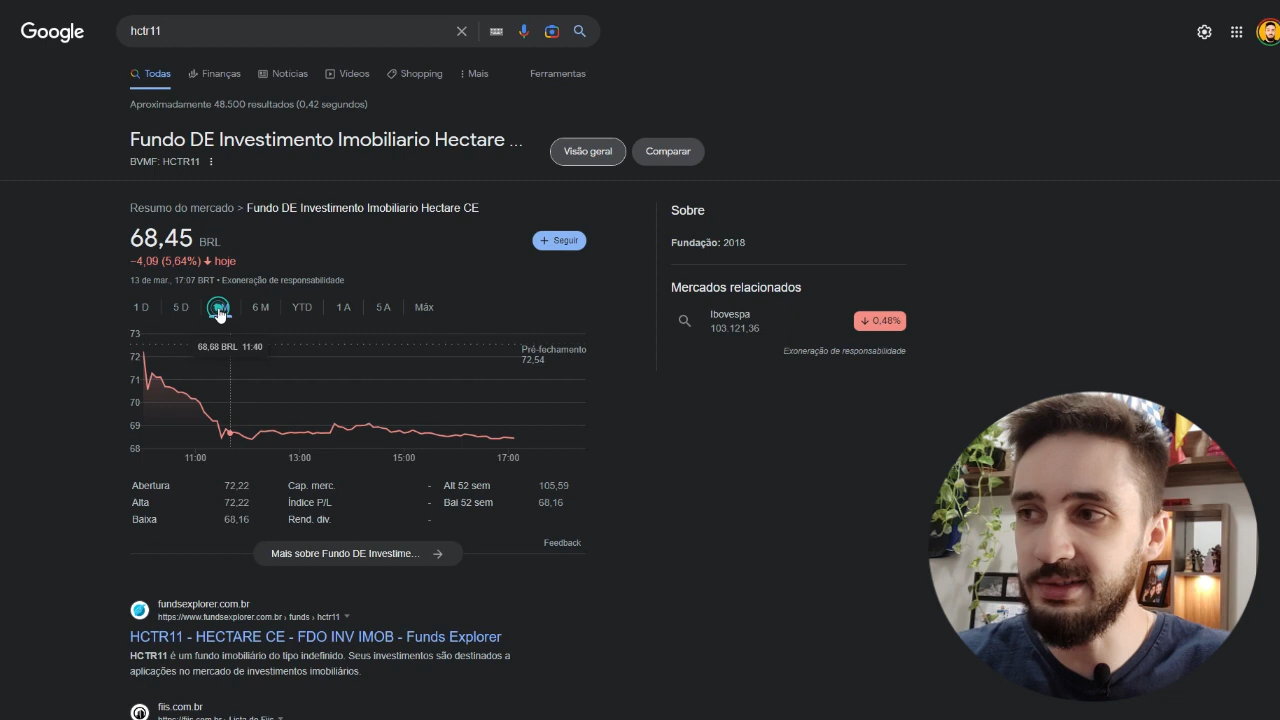 Google
hctr11
Todas
Finanças
Notícias
Vídeos
Shopping
Mais
Ferramentas
Aproximadamente 48.500 resultados (0,42 segundos)
Fundo DE Investimento Imobiliario Hectare ...
BVMF: HCTR11
Visão geral
Comparar
Resumo do mercado > Fundo DE Investimento Imobiliario Hectare CE
68,45 BRL
−4,09 (5,64%) hoje
+ Seguir
13 de mar., 17:07 BRT • Exoneração de responsabilidade
1 D
5 D
6 M
YTD
1 A
5 A
Máx
73
72
71
70
69
68
68,68 BRL 11:40
Pré-fechamento
72,54
11:00
13:00
15:00
17:00
Abertura 72,22
Cap. merc. -
Alt 52 sem 105,59
Alta 72,22
Índice P/L -
Bai 52 sem 68,16
Baixa 68,16
Rend. div. -
Feedback
Mais sobre Fundo DE Investime...
Sobre
Fundação: 2018
Mercados relacionados
Ibovespa
103.121,36
0,48%
Exoneração de responsabilidade
fundsexplorer.com.br
https://www.fundsexplorer.com.br › funds › hctr11
HCTR11 - HECTARE CE - FDO INV IMOB - Funds Explorer
HCTR11 é um fundo imobiliário do tipo indefinido. Seus investimentos são destinados a
aplicações no mercado de investimentos imobiliários.
fiis.com.br